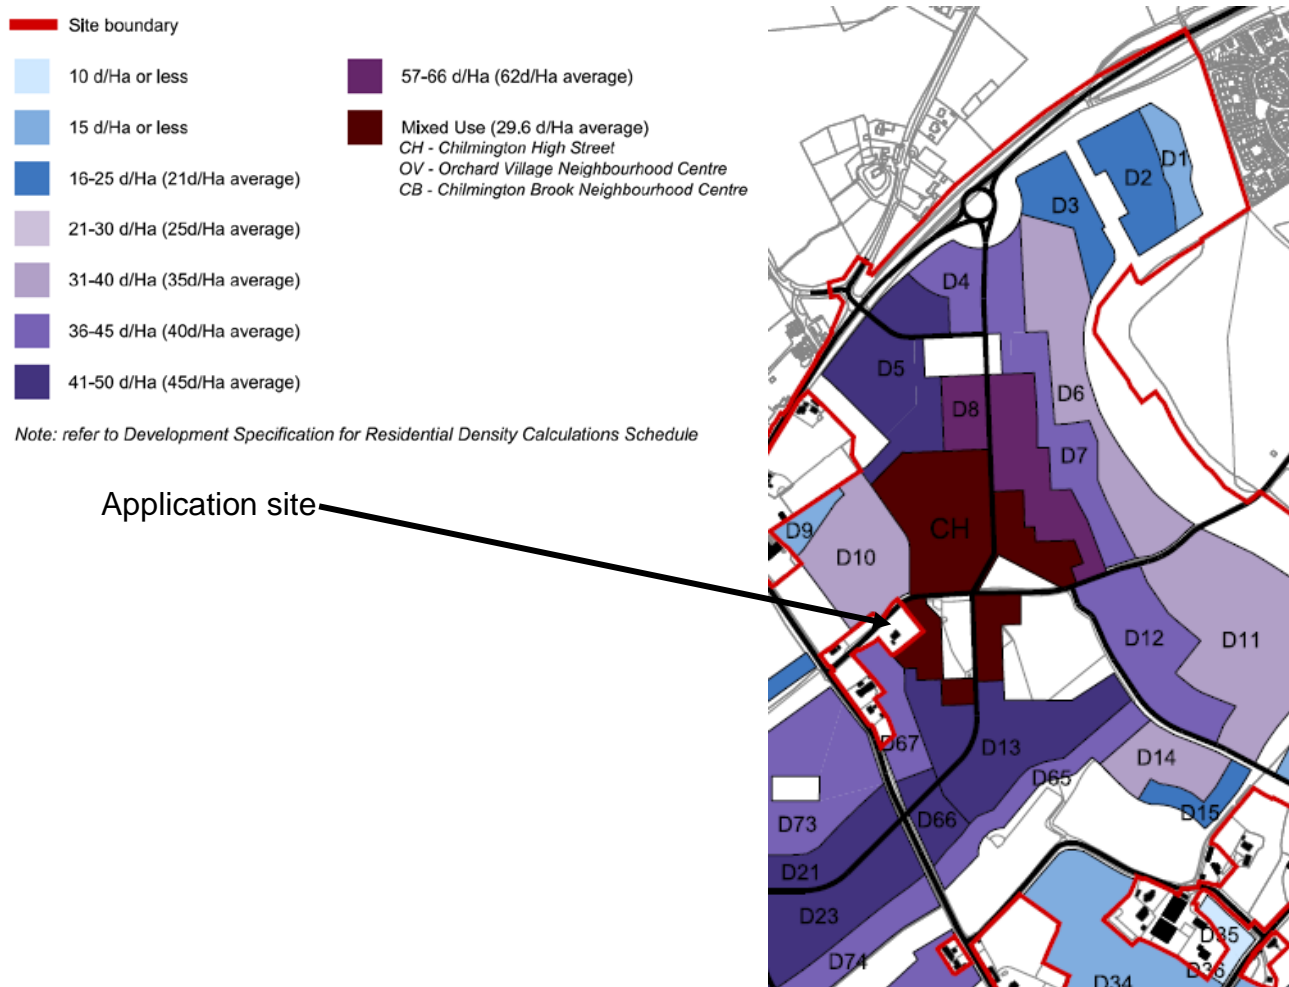 Site boundary
10 d/Ha or less
15 d/Ha or less
16-25 d/Ha (21d/Ha average)
21-30 d/Ha (25d/Ha average)
31-40 d/Ha (35d/Ha average)
36-45 d/Ha (40d/Ha average)
41-50 d/Ha (45d/Ha average)
57-66 d/Ha (62d/Ha average)
Mixed Use (29.6 d/Ha average)
CH - Chilmington High Street
OV - Orchard Village Neighbourhood Centre
CB - Chilmington Brook Neighbourhood Centre
Note: refer to Development Specification for Residential Density Calculations Schedule
Application site
D1
D2
D3
D4
D5
D6
D8
D7
CH
D9
D10
D12
D11
D67
D13
D14
D65
D15
D66
D73
D21
D23
D74
D35
D36
D34